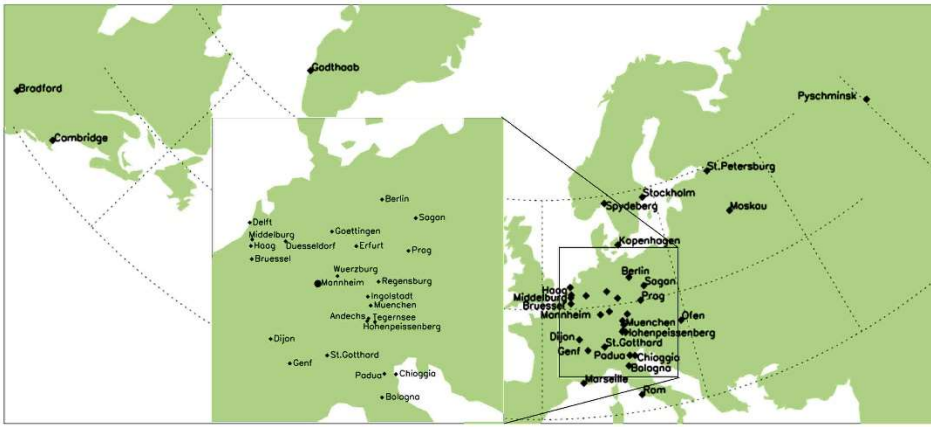 Bradford
Cambridge
Godthaab
Pyschminsk
St.Petersburg
Stockholm
Spydeberg
Moskau
Kopenhagen
Berlin
Sagan
Haag
Middelburg
Prag
Bruessel
Mannheim
Ofen
Muenchen
Hohenpeissenberg
Dijon
St.Gotthard
Genf
Padua
Chioggia
Bologna
Marseille
Rom
Berlin
Sagan
Delft
Goettingen
Middelburg
Haag
Duesseldorf
Erfurt
Prag
Bruessel
Wuerzburg
Mannheim
Regensburg
Ingolstadt
Muenchen
Andechs
Tegernsee
Hohenpeissenberg
Dijon
St.Gotthard
Genf
Padua
Chioggia
Bologna